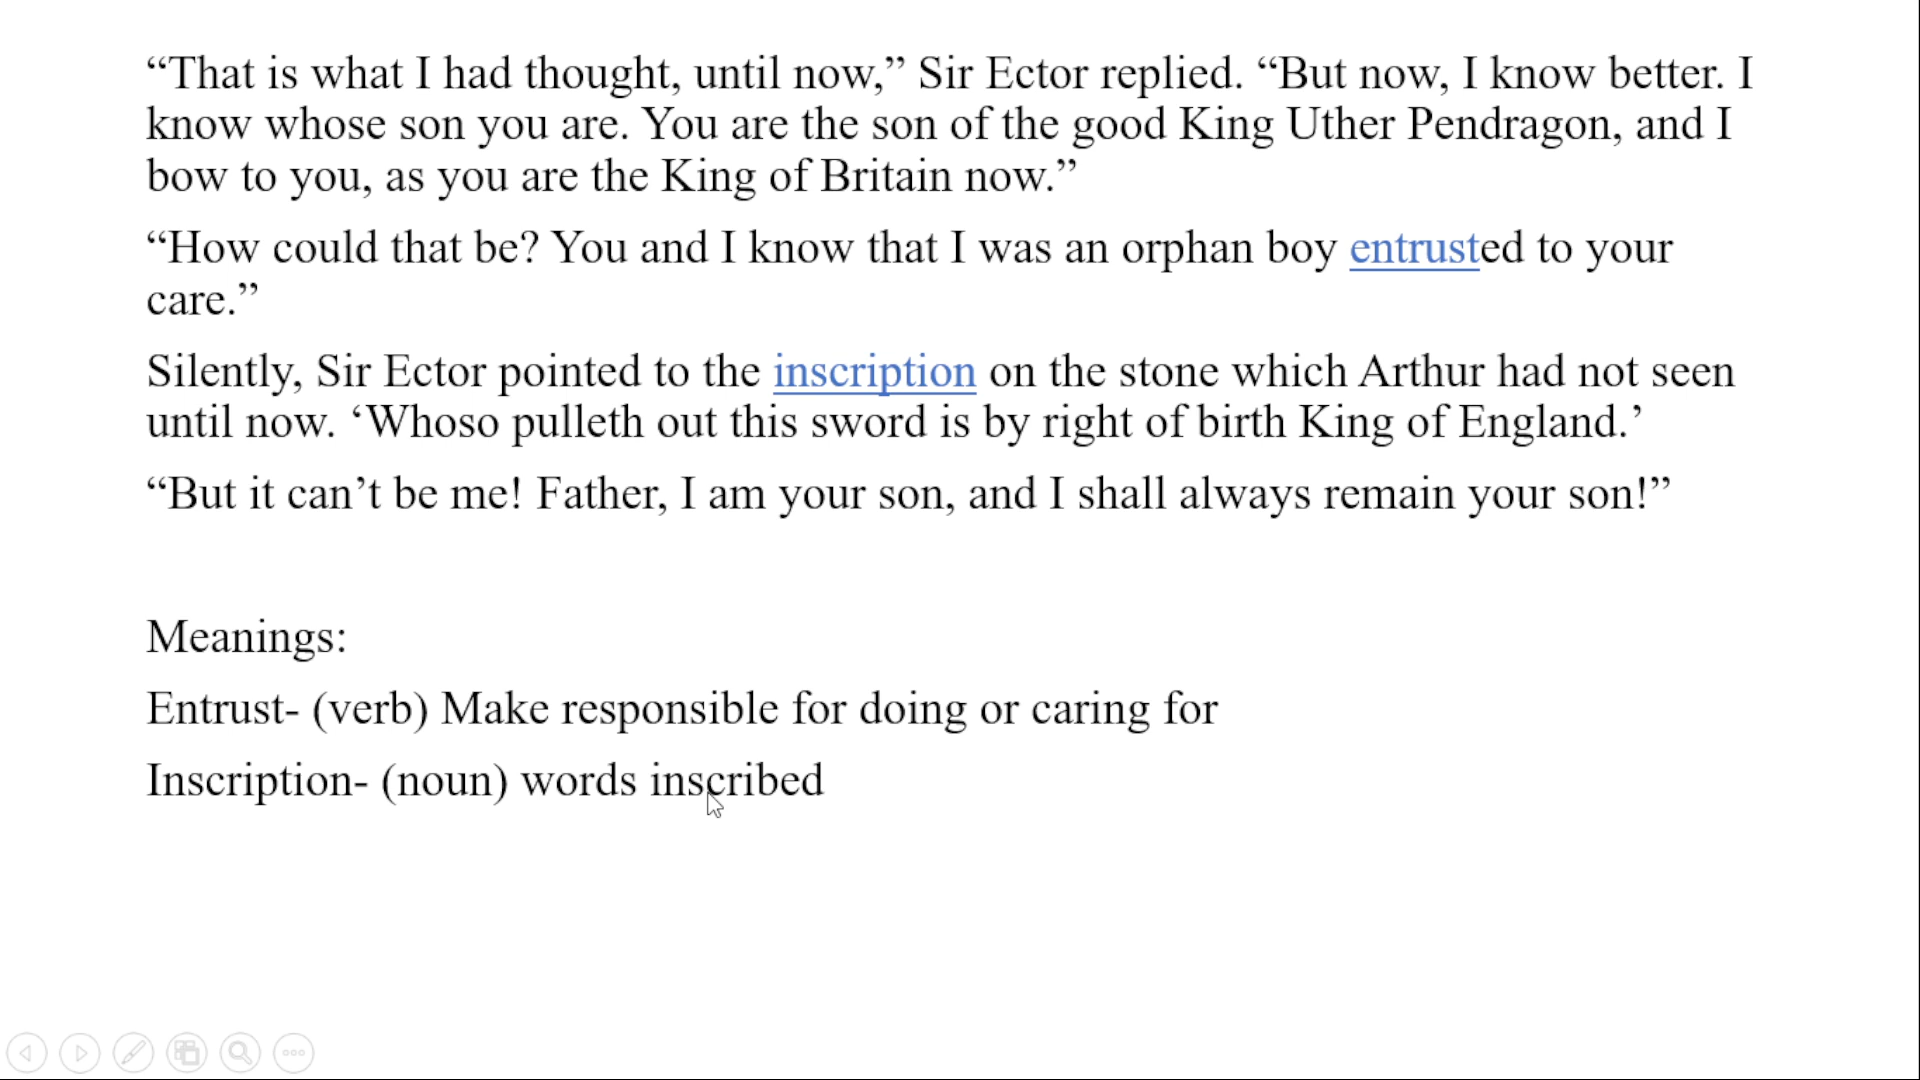 “That is what I had thought, until now,” Sir Ector replied. “But now, I know better. I
know whose son you are. You are the son of the good King Uther Pendragon, and I
bow to you, as you are the King of Britain now.”
“How could that be? You and I know that I was an orphan boy entrusted to your
care.”
Silently, Sir Ector pointed to the inscription on the stone which Arthur had not seen
until now. ‘Whoso pulleth out this sword is by right of birth King of England.’
“But it can’t be me! Father, I am your son, and I shall always remain your son!”
Meanings:
Entrust- (verb) Make responsible for doing or caring for
Inscription- (noun) words inscribed